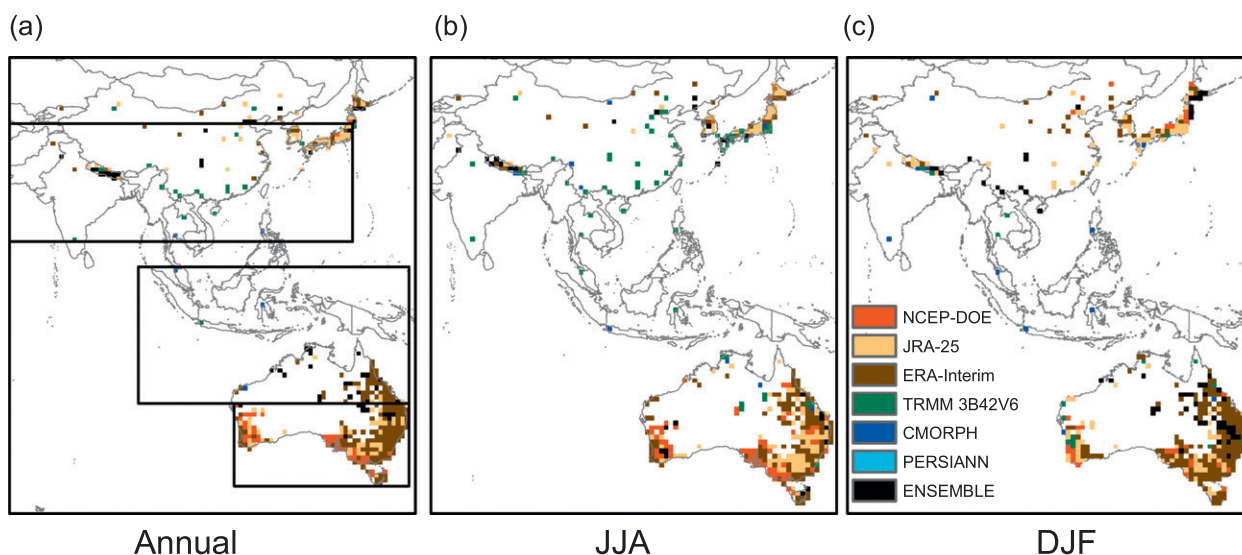 (a)
(b)
(c)
NCEP-DOE
JRA-25
ERA-Interim
TRMM 3B42V6
CMORPH
PERSIANN
ENSEMBLE
Annual
JJA
DJF